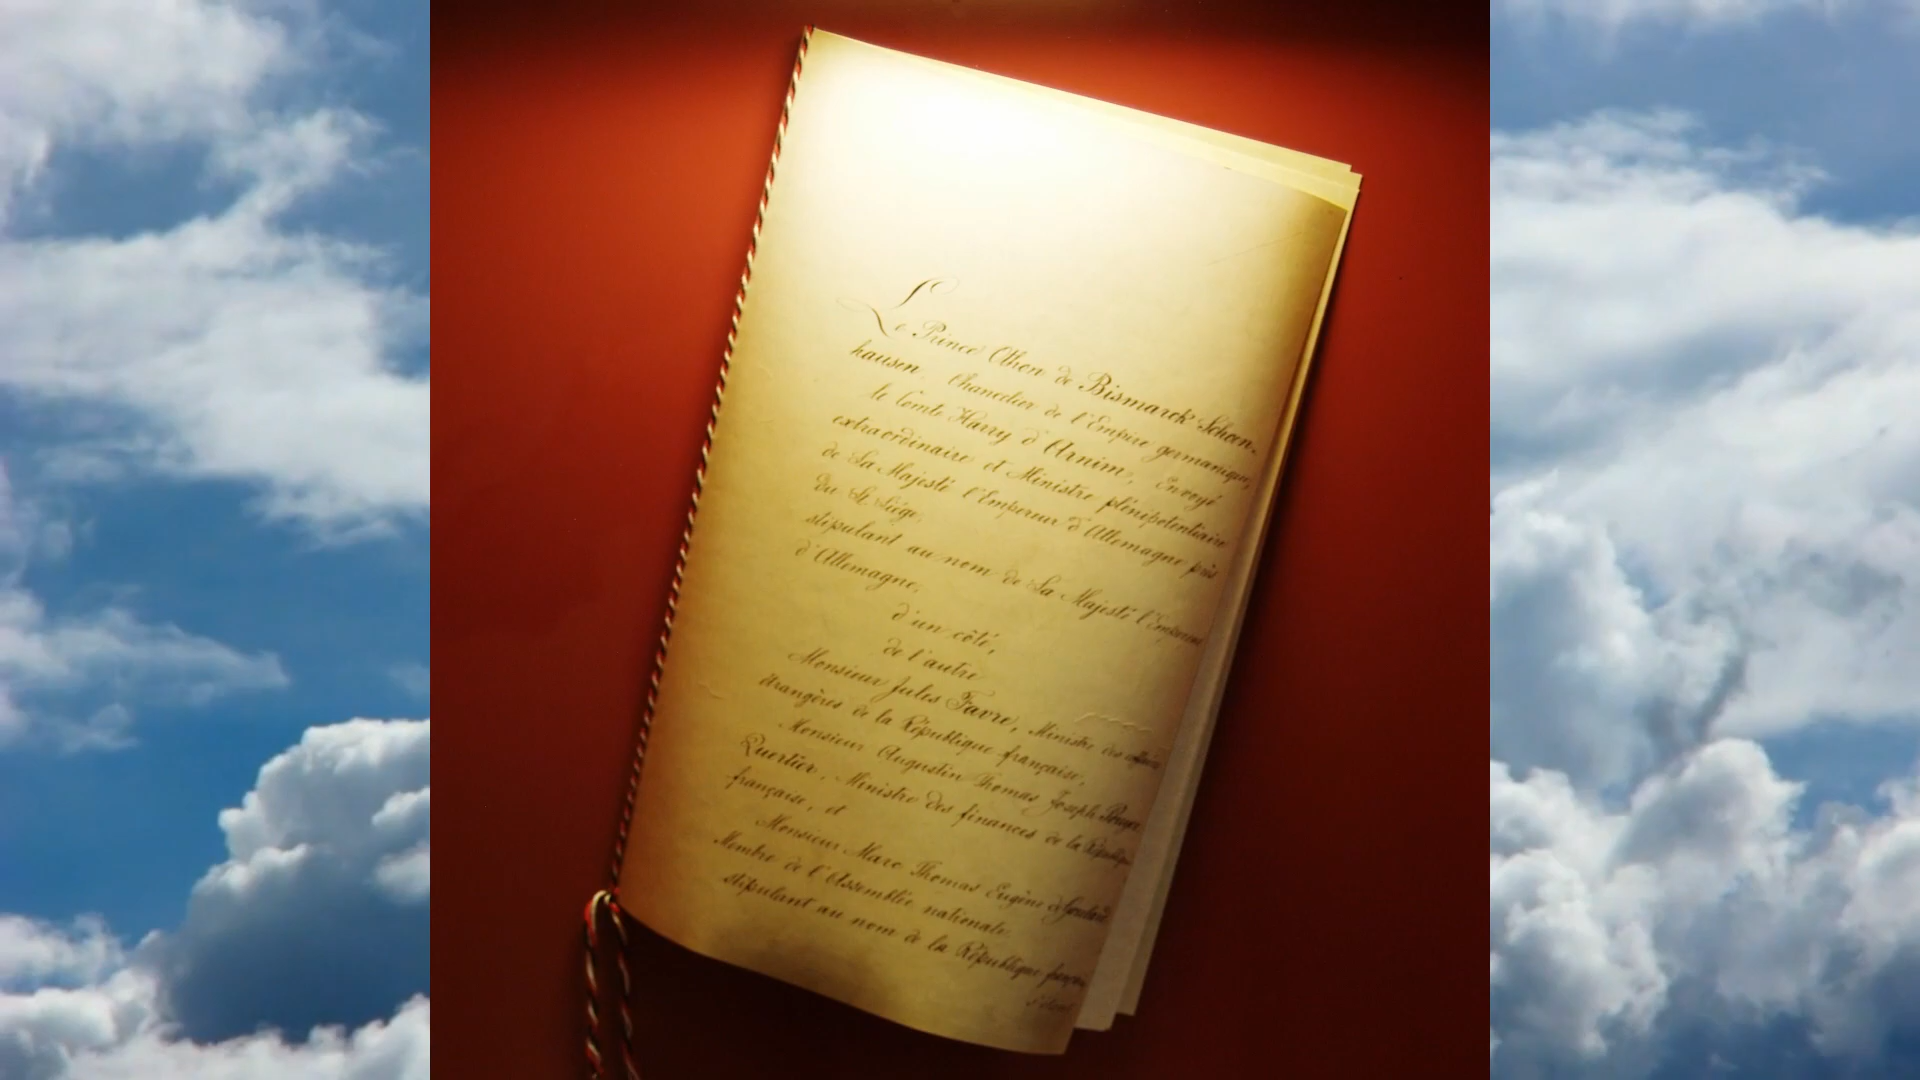 Le Prince Othon de Bismarck-Schoen-
hausen, Chancelier de l'Empire germanique,
le Comte Harry d'Arnim, Envoyé
extraordinaire et Ministre plénipotentiaire
de Sa Majesté l'Empereur d'Allemagne près
du St. Siége,
stipulant au nom de Sa Majesté l'Empereur
d'Allemagne,
d'un côté,
de l'autre
Monsieur Jules Favre, Ministre des affaires
étrangères de la République française,
Monsieur Augustin Thomas Joseph Pouyer-
Quertier, Ministre des finances de la République
française, et
Monsieur Marc Thomas Eugène de Goulard
Membre de l'Assemblée nationale,
stipulant au nom de la République française